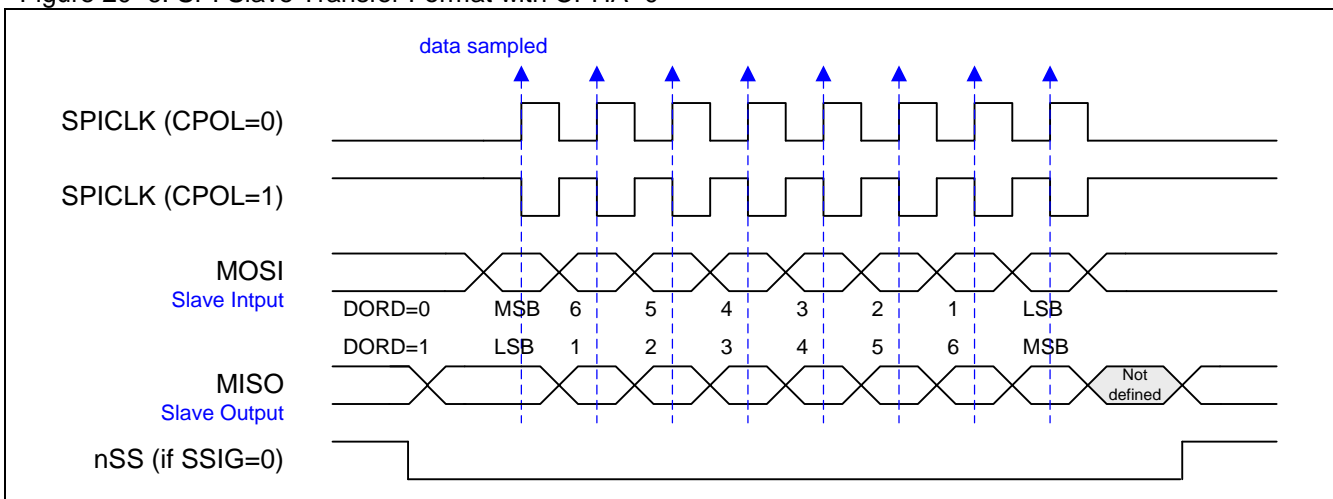 data sampled
SPICLK (CPOL=0)
SPICLK (CPOL=1)
MOSI
Slave Intput
DORD=0 MSB 6 5 4 3 2 1 LSB
DORD=1 LSB 1 2 3 4 5 6 MSB
MISO
Slave Output
Not
defined
nSS (if SSIG=0)